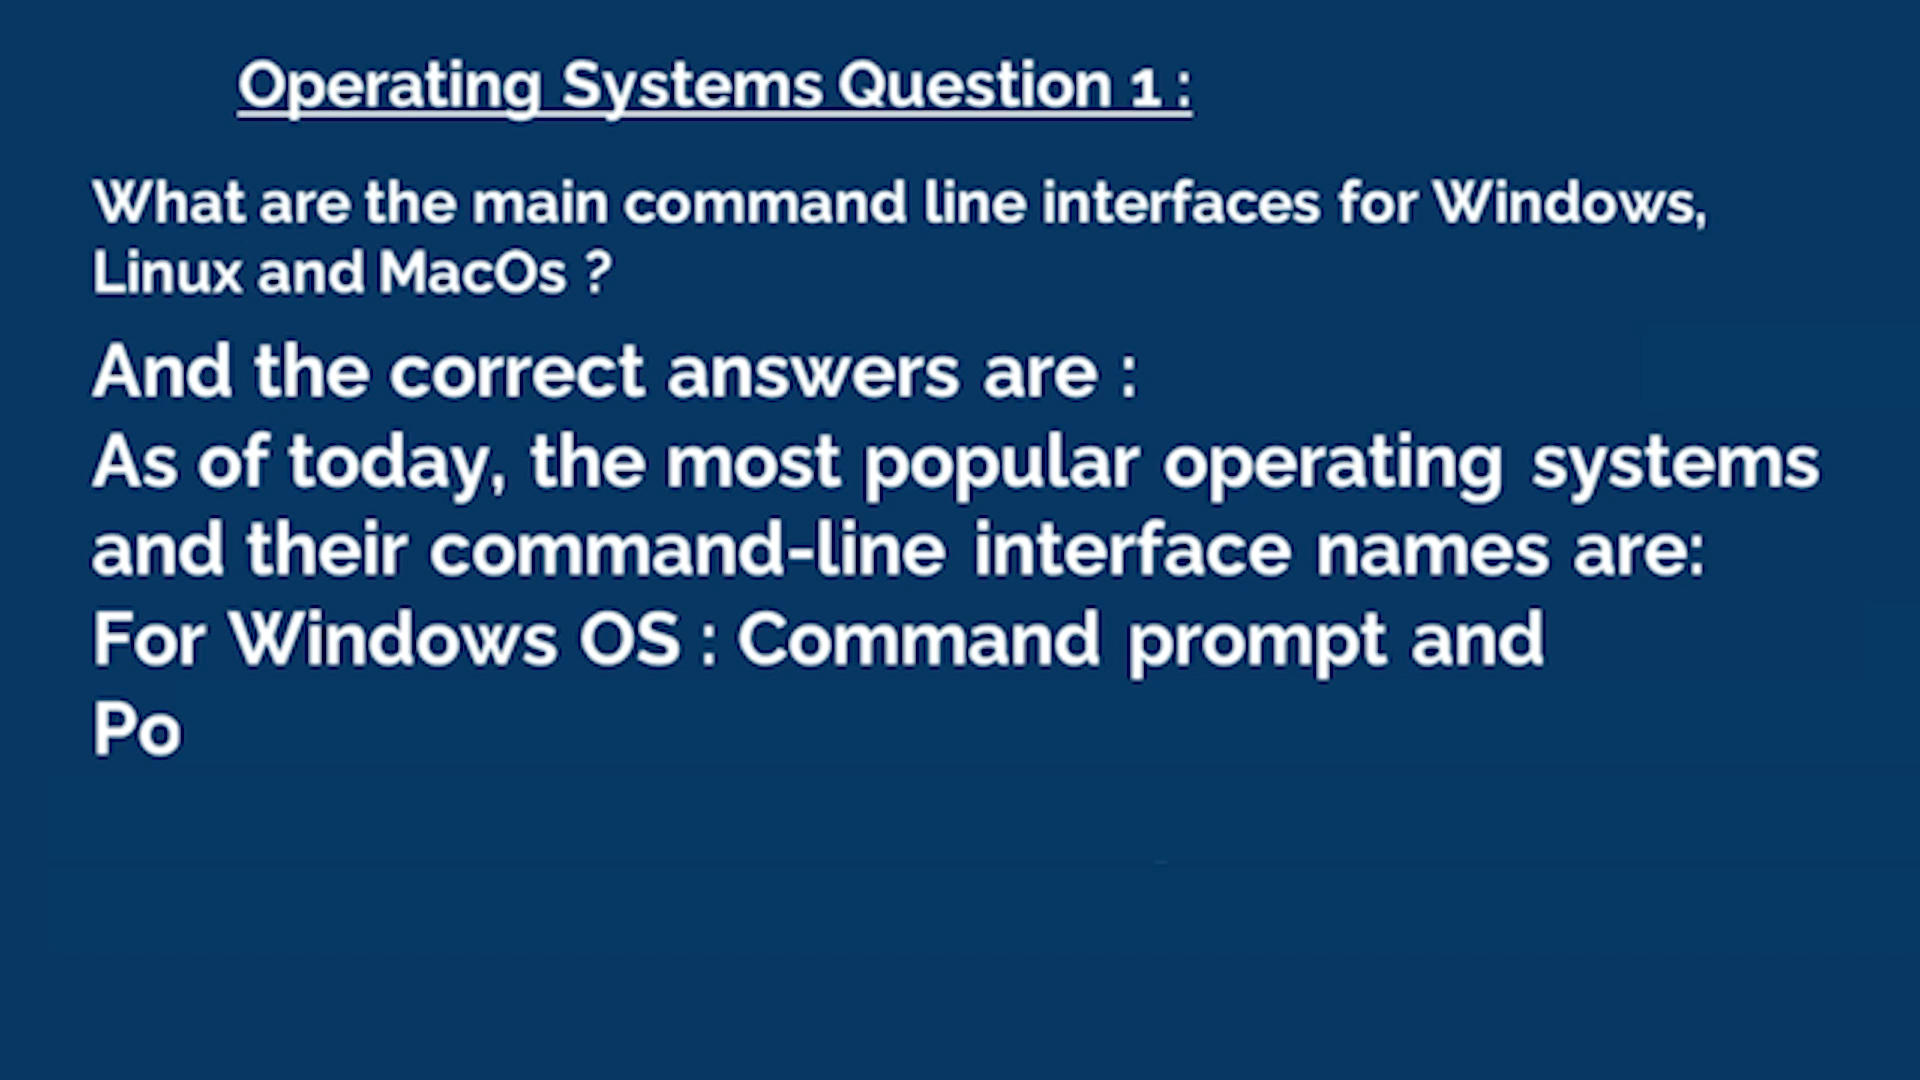 Operating Systems Question 1 :
What are the main command line interfaces for Windows,
Linux and MacOs ?
And the correct answers are :
As of today, the most popular operating systems
and their command-line interface names are:
For Windows OS : Command prompt and
Po